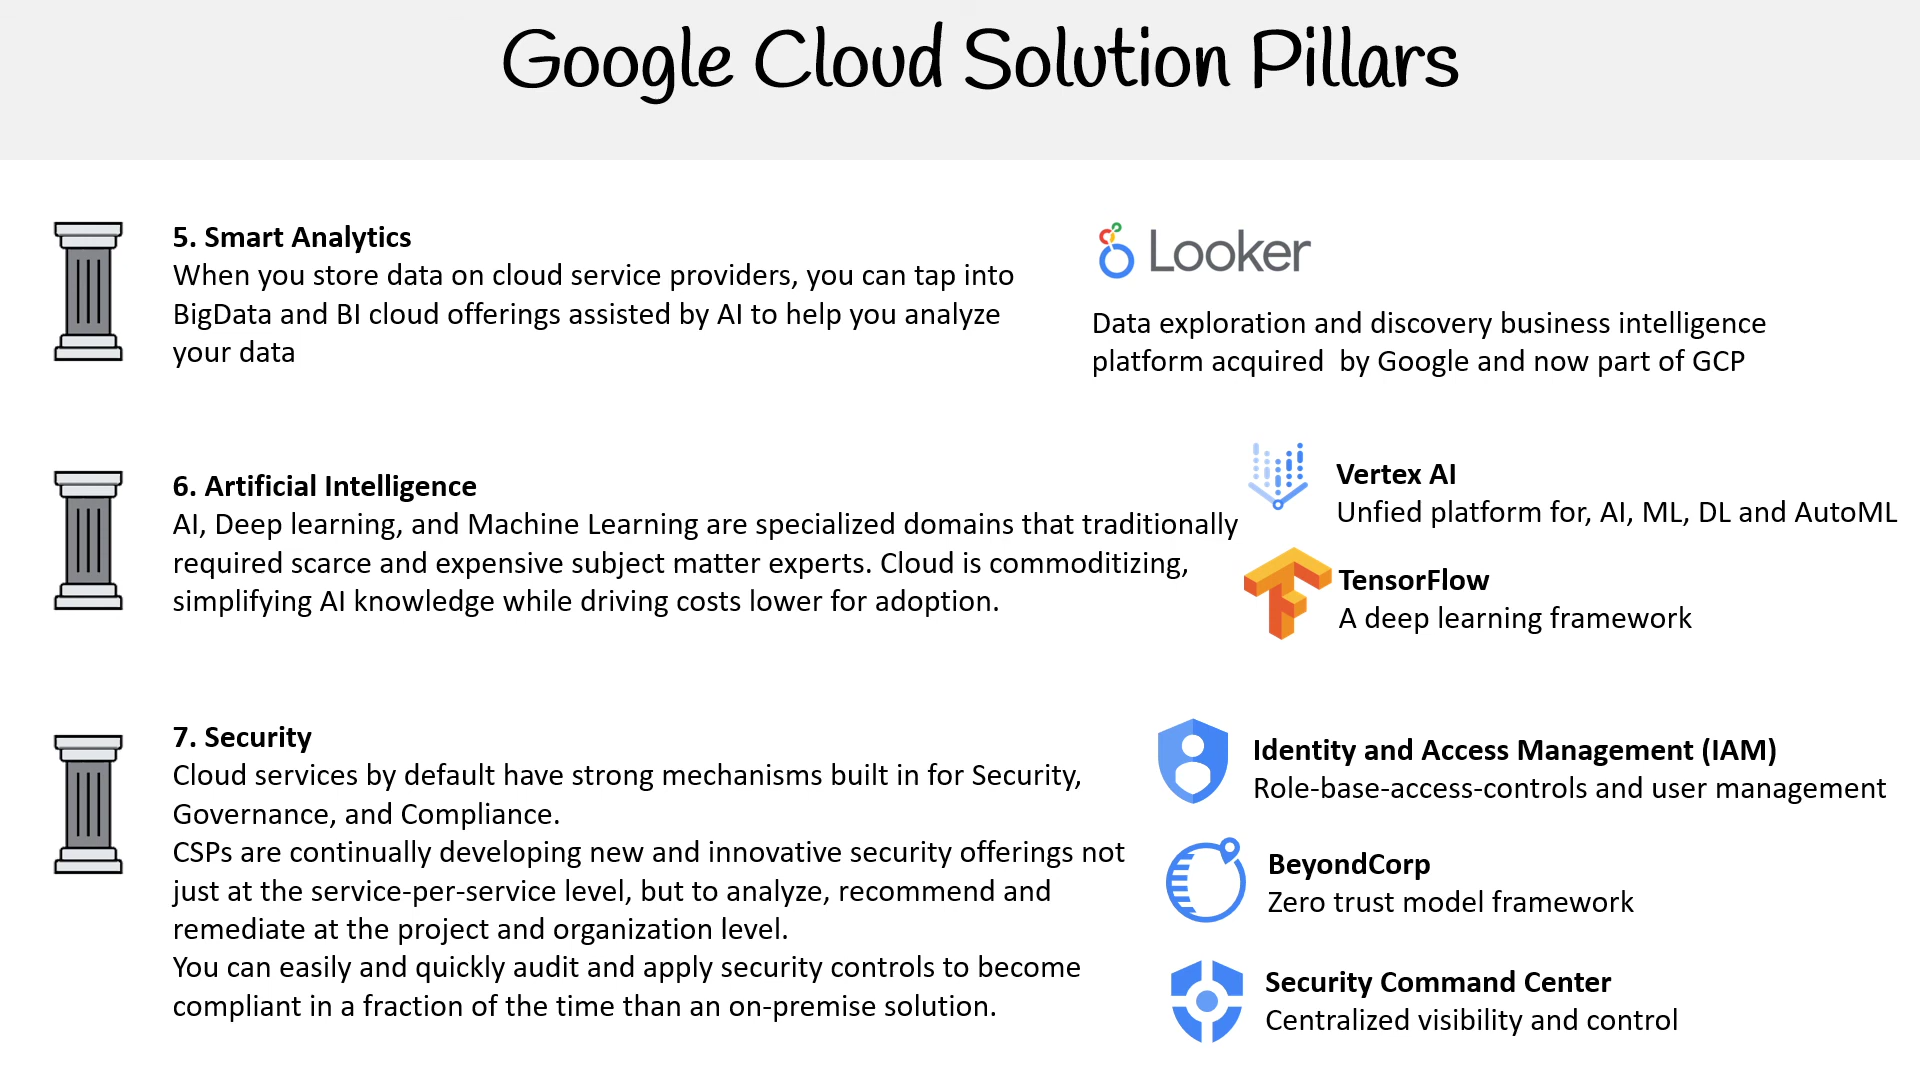 Google Cloud Solution Pillars
5. Smart Analytics
When you store data on cloud service providers, you can tap into
BigData and BI cloud offerings assisted by AI to help you analyze
your data
Looker
Data exploration and discovery business intelligence
platform acquired  by Google and now part of GCP
6. Artificial Intelligence
AI, Deep learning, and Machine Learning are specialized domains that traditionally
required scarce and expensive subject matter experts. Cloud is commoditizing,
simplifying AI knowledge while driving costs lower for adoption.
Vertex AI
Unfied platform for, AI, ML, DL and AutoML
TensorFlow
A deep learning framework
7. Security
Cloud services by default have strong mechanisms built in for Security,
Governance, and Compliance.
CSPs are continually developing new and innovative security offerings not
just at the service-per-service level, but to analyze, recommend and
remediate at the project and organization level.
You can easily and quickly audit and apply security controls to become
compliant in a fraction of the time than an on-premise solution.
Identity and Access Management (IAM)
Role-base-access-controls and user management
BeyondCorp
Zero trust model framework
Security Command Center
Centralized visibility and control